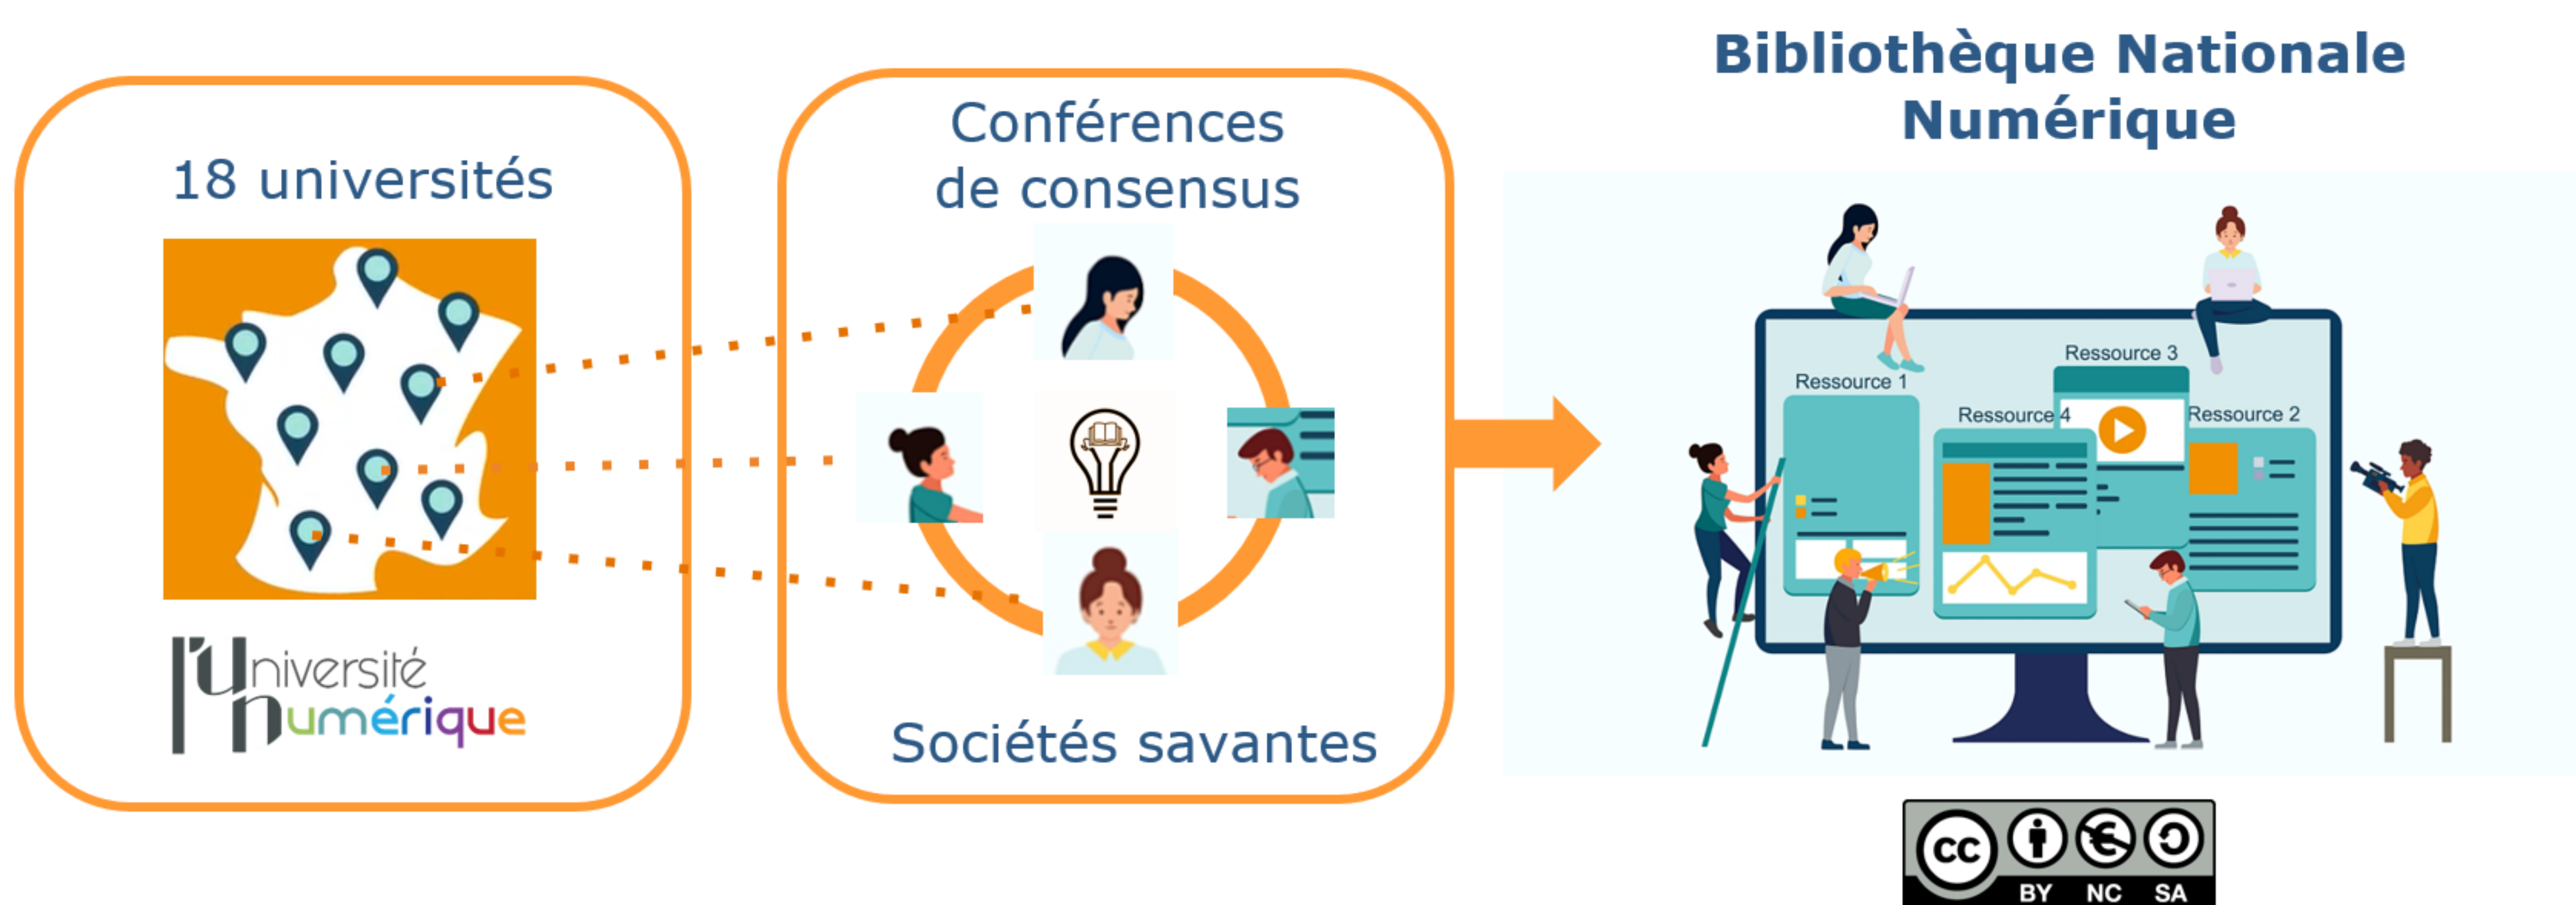 18 universités
l'Université
numérique
Conférences
de consensus
Sociétés savantes
Bibliothèque Nationale
Numérique
Ressource 1
Ressource 3
Ressource 4
Ressource 2
cc
BY NC SA